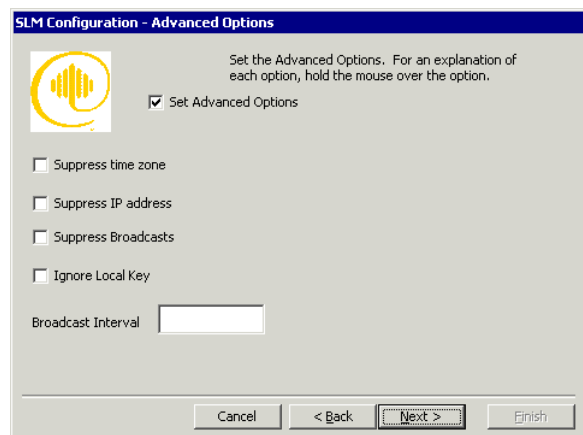 SLM Configuration - Advanced Options
Set the Advanced Options. For an explanation of
each option, hold the mouse over the option.
Set Advanced Options
Suppress time zone
Suppress IP address
Suppress Broadcasts
Ignore Local Key
Broadcast Interval
Cancel
< Back
Next >
Finish